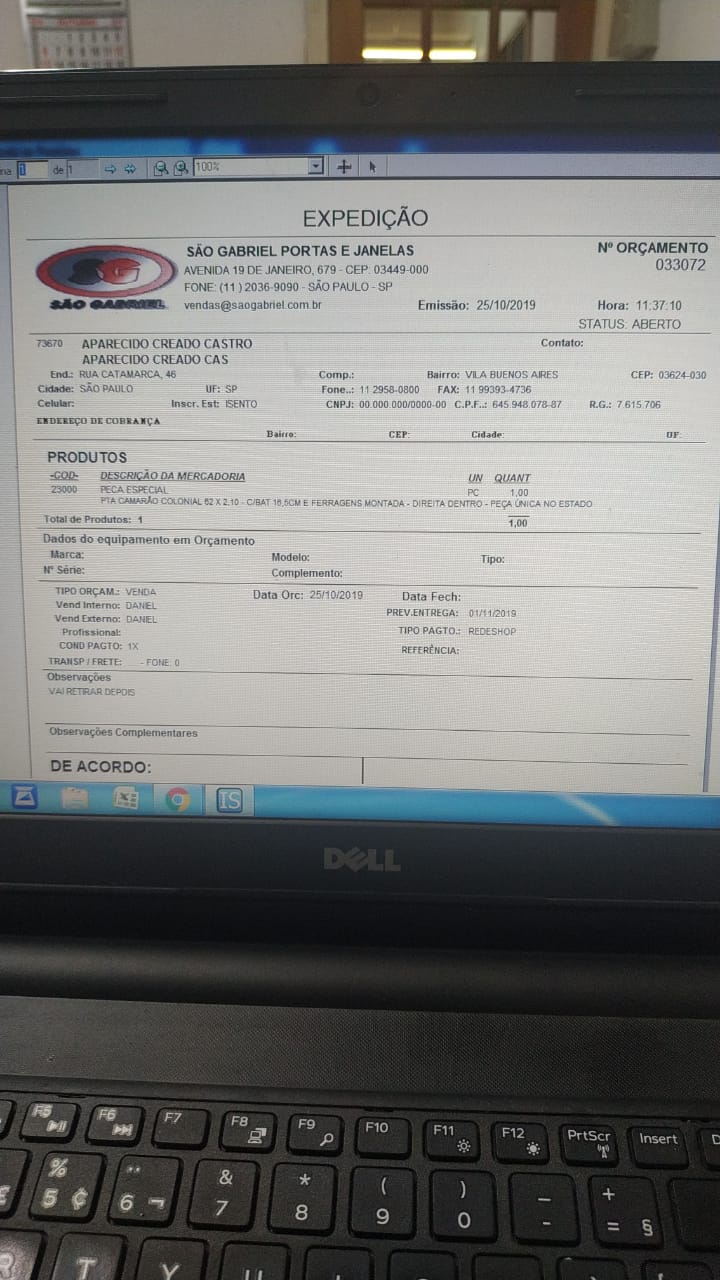 OUTUBRO
de 1
100%
EXPEDIÇÃO
SG
SÃO GABRIEL
SÃO GABRIEL PORTAS E JANELAS
AVENIDA 19 DE JANEIRO, 679 - CEP: 03449-000
FONE: (11 ) 2036-9090 - SÃO PAULO - SP
vendas@saogabriel.com.br
Nº ORÇAMENTO
033072
Emissão: 25/10/2019 Hora: 11:37:10
STATUS: ABERTO
73670 APARECIDO CREADO CASTRO Contato:
APARECIDO CREADO CAS
End.: RUA CATAMARCA, 46 Comp.: Bairro: VILA BUENOS AIRES CEP: 03624-030
Cidade: SÃO PAULO UF: SP Fone..: 11 2958-0800 FAX: 11 99393-4736
Celular: Inscr. Est: ISENTO CNPJ: 00.000.000/0000-00 C.P.F..: 645.948.078-87 R.G.: 7.615.706
ENDEREÇO DE COBRANÇA
Bairro: CEP: Cidade: UF:
PRODUTOS
-COD- DESCRIÇÃO DA MERCADORIA UN QUANT
23000 PECA ESPECIAL PC 1,00
PTA CAMARÃO COLONIAL 62 X 2,10 - C/BAT 16,5CM E FERRAGENS MONTADA - DIREITA DENTRO - PEÇA ÚNICA NO ESTADO
Total de Produtos: 1 1,00
Dados do equipamento em Orçamento
Marca: Modelo: Tipo:
Nº Série: Complemento:
TIPO ORÇAM.: VENDA Data Orc: 25/10/2019 Data Fech:
Vend Interno: DANIEL PREV.ENTREGA: 01/11/2019
Vend Externo: DANIEL TIPO PAGTO.: REDESHOP
Profissional:
COND PAGTO: 1X REFERÊNCIA:
TRANSP / FRETE: - FONE: 0
Observações
VAI RETIRAR DEPOIS
Observações Complementares
DE ACORDO:
IS
DELL
F5 F6 F7 F8 F9 F10 F11 F12 PrtScr Insert
% ¨ & * ( ) _ +
5 ¢ 6 ¬ 7 8 9 0 - = §
R T Y U